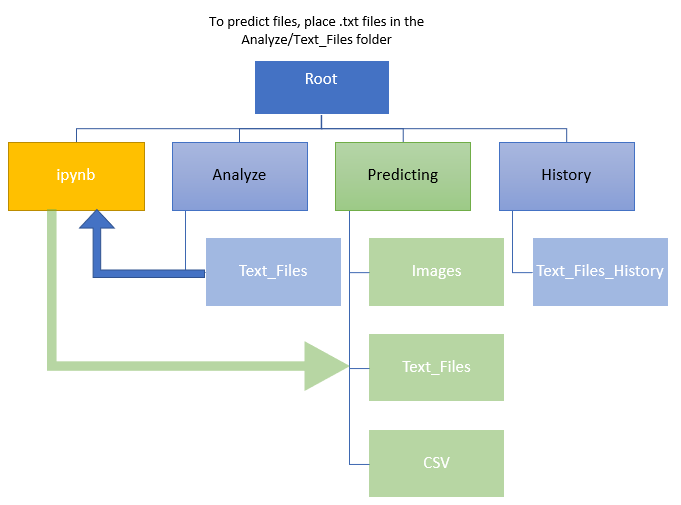 To predict files, place .txt files in the
Analyze/Text_Files folder
Root
ipynb
Analyze
Predicting
History
Text_Files
Images
Text_Files_History
Text_Files
CSV